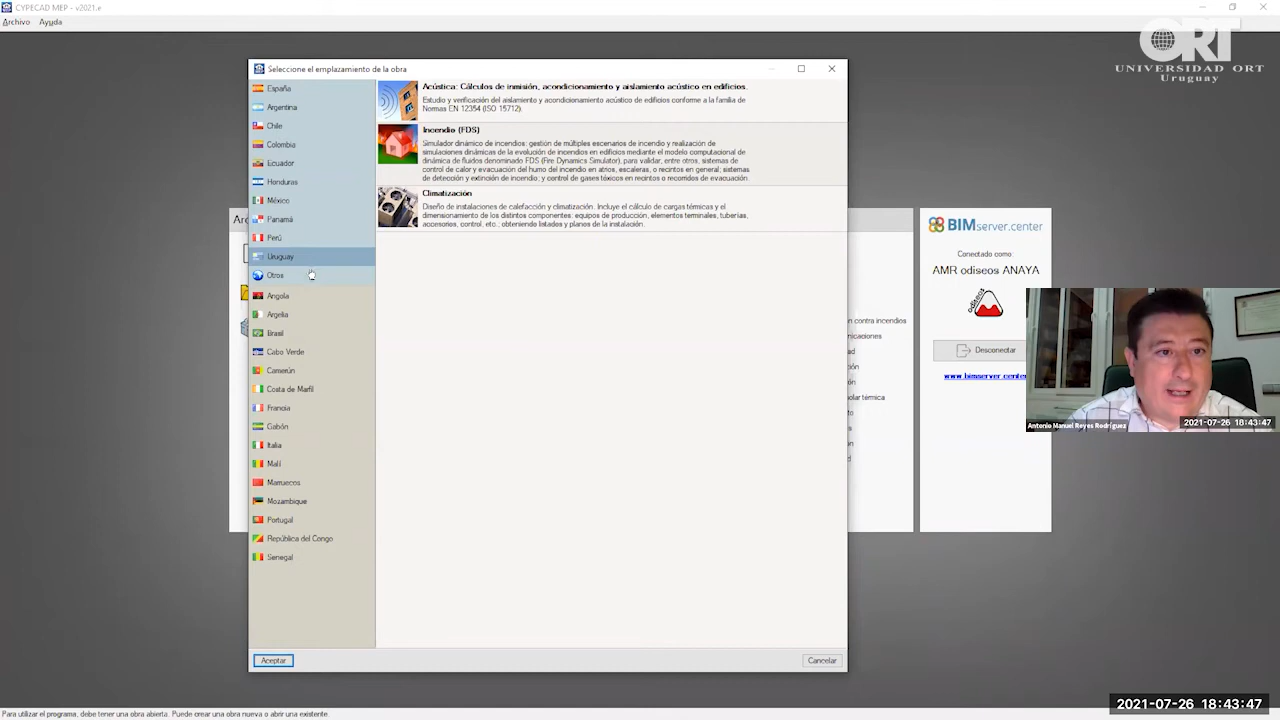 CYPECAD MEP - v2021.e
Archivo Ayuda
ORT
UNIVERSIDAD ORT
Uruguay
Seleccione el emplazamiento de la obra
España
Argentina
Chile
Colombia
Ecuador
Honduras
México
Panamá
Perú
Uruguay
Otros
Angola
Argelia
Brasil
Cabo Verde
Camerún
Costa de Marfil
Francia
Gabón
Italia
Malí
Marruecos
Mozambique
Portugal
República del Congo
Senegal
Acústica: Cálculos de inmisión, acondicionamiento y aislamiento acústico en edificios.
Estudio y verificación del aislamiento y acondicionamiento acústico de edificios conforme a la familia de
Normas EN 12354 (ISO 15712).
Incendio (FDS)
Simulador dinámico de incendios: gestión de múltiples escenarios de incendio y realización de
simulaciones dinámicas de la evolución de incendios en edificios mediante el modelo computacional de
dinámica de fluidos denominado FDS (Fire Dynamics Simulator), para validar, entre otros, sistemas
de control de calor y evacuación del humo del incendio en atrios, escaleras, o recintos en general; sistemas
de detección y extinción de incendio; y control de gases tóxicos en recintos o recorridos de evacuación.
Climatización
Diseño de instalaciones de calefacción y climatización. Incluye el cálculo de cargas térmicas y el
dimensionamiento de los distintos componentes: equipos de producción, elementos terminales, tuberías,
accesorios, control, etc., obteniendo listados y planos de la instalación.
Aceptar
Cancelar
n contra incendios
nicaciones
olar térmica
BIMserver.center
Conectado como:
AMR odiseos ANAYA
odiseos
Desconectar
www.bimserver.center
Antonio Manuel Reyes Rodríguez
2021-07-26 18:43:47
Para utilizar el programa, debe tener una obra abierta. Puede crear una obra nueva o abrir una existente.
2021-07-26 18:43:47